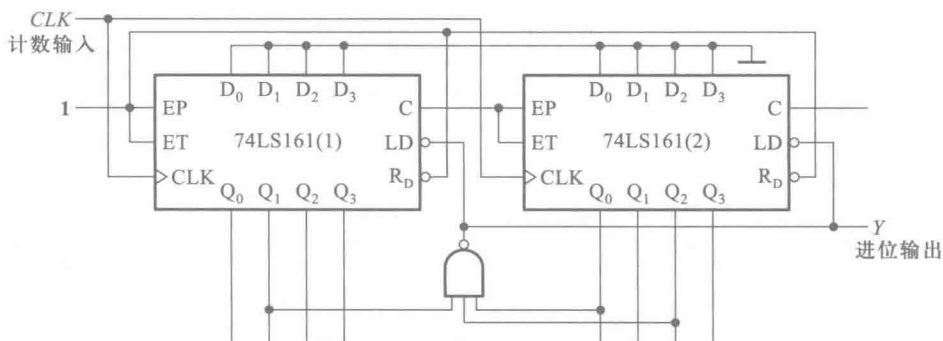 CLK
计数输入
D₀ D₁ D₂ D₃
1
EP
ET
CLK
74LS161(1)
C
LD
R_D
Q₀ Q₁ Q₂ Q₃
D₀ D₁ D₂ D₃
EP
ET
CLK
74LS161(2)
C
LD
R_D
Q₀ Q₁ Q₂ Q₃
Y
进位输出